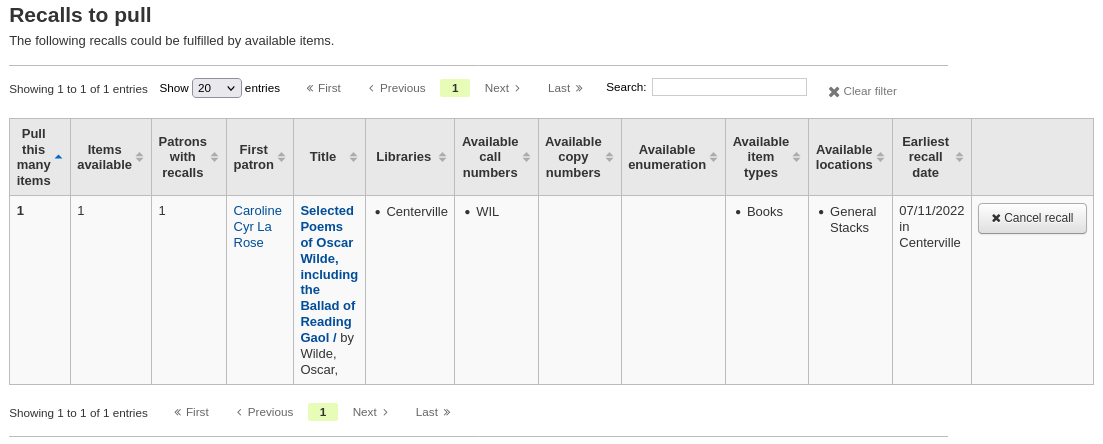 Recalls to pull
The following recalls could be fulfilled by available items.
Showing 1 to 1 of 1 entries Show 20 entries « First ‹ Previous 1 Next › Last » Search: ✖ Clear filter
Pull this many items
Items available
Patrons with recalls
First patron
Title
Libraries
Available call numbers
Available copy numbers
Available enumeration
Available item types
Available locations
Earliest recall date
1
1
1
Caroline
Cyr La
Rose
Selected
Poems
of Oscar
Wilde,
including
the
Ballad of
Reading
Gaol / by
Wilde,
Oscar,
• Centerville
• WIL
• Books
• General
Stacks
07/11/2022
in
Centerville
✖ Cancel recall
Showing 1 to 1 of 1 entries « First ‹ Previous 1 Next › Last »